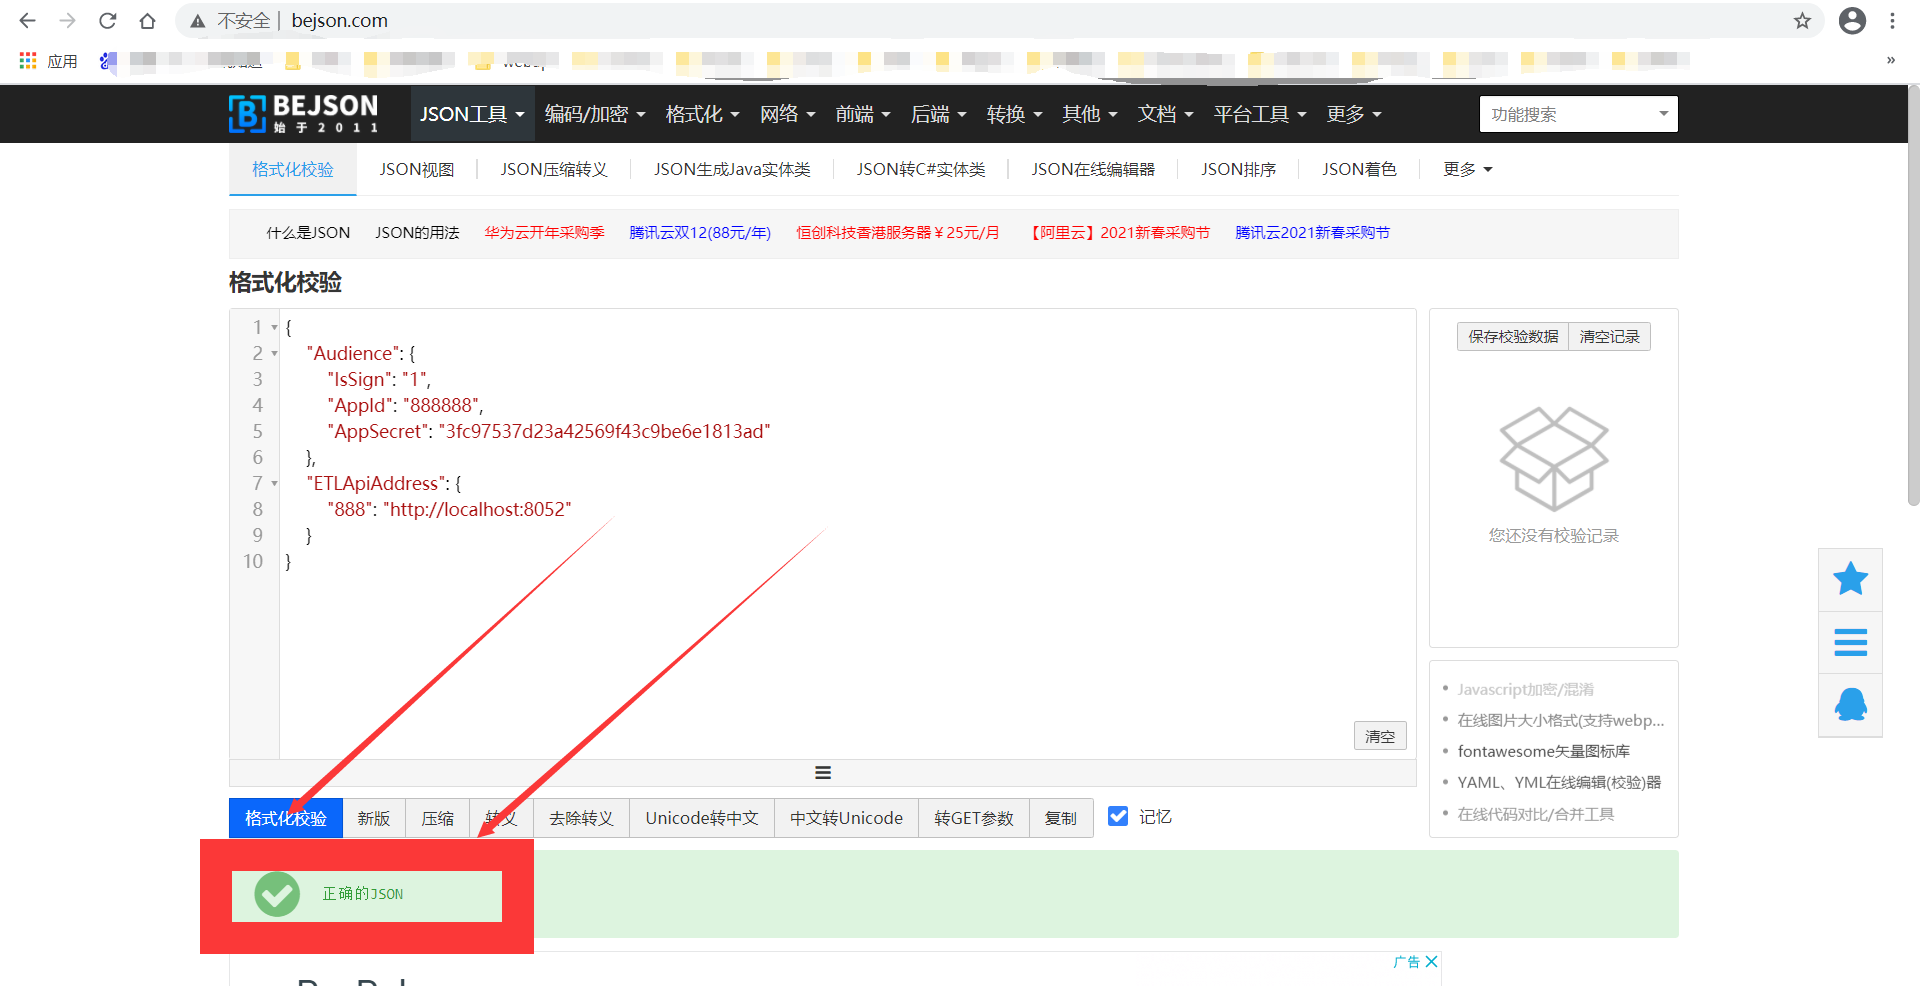 不安全 | bejson.com
应用
»
BEJSON
始于2011
JSON工具 编码/加密 格式化 网络 前端 后端 转换 其他 文档 平台工具 更多 功能搜索
格式化校验 JSON视图 JSON压缩转义 JSON生成Java实体类 JSON转C#实体类 JSON在线编辑器 JSON排序 JSON着色 更多
什么是JSON JSON的用法 华为云开年采购季 腾讯云双12(88元/年) 恒创科技香港服务器￥25元/月 【阿里云】2021新春采购节 腾讯云2021新春采购节
格式化校验
1 {
2 "Audience": {
3 "IsSign": "1",
4 "AppId": "888888",
5 "AppSecret": "3fc97537d23a42569f43c9be6e1813ad"
6 },
7 "ETLApiAddress": {
8 "888": "http://localhost:8052"
9 }
10 }
清空
保存校验数据 清空记录
您还没有校验记录
Javascript加密/混淆
在线图片大小格式(支持webp...
fontawesome矢量图标库
YAML、YML在线编辑(校验)器
在线代码对比/合并工具
格式化校验 新版 压缩 转义 去除转义 Unicode转中文 中文转Unicode 转GET参数 复制 记忆
正确的JSON
广告